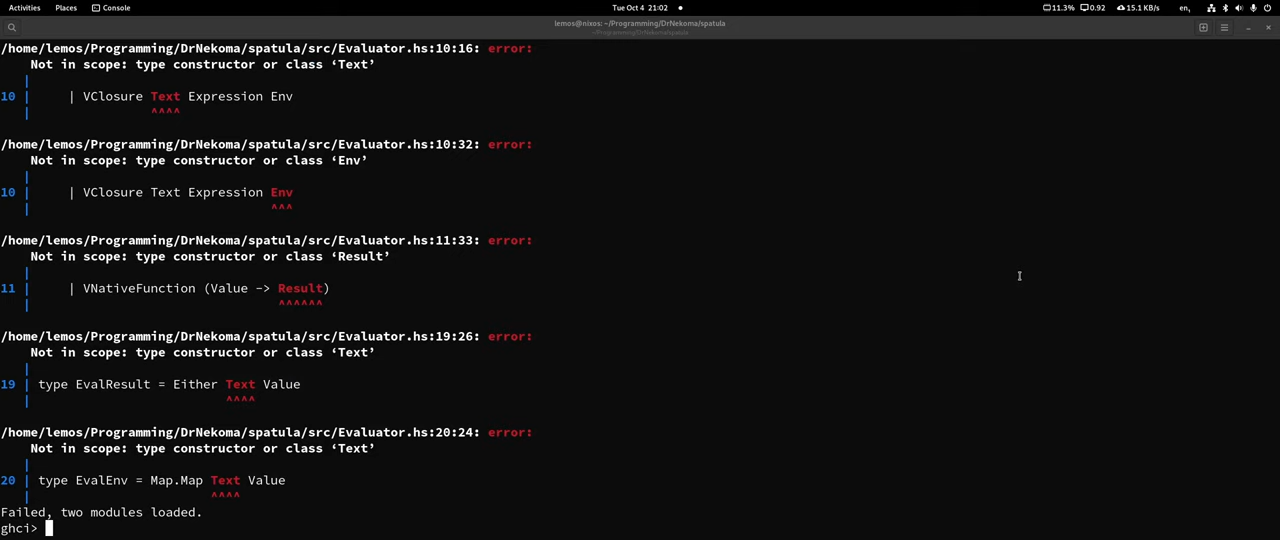 Activities Places Console Tue Oct 4 21:02 11.3% 0.92 15.1 KB/s en₁
lemos@nixos: ~/Programming/DrNekoma/spatula
~/Programming/DrNekoma/spatula
/home/lemos/Programming/DrNekoma/spatula/src/Evaluator.hs:10:16: error:
Not in scope: type constructor or class ‘Text’
|
10 | | VClosure Text Expression Env
| ^^^^
/home/lemos/Programming/DrNekoma/spatula/src/Evaluator.hs:10:32: error:
Not in scope: type constructor or class ‘Env’
|
10 | | VClosure Text Expression Env
| ^^^
/home/lemos/Programming/DrNekoma/spatula/src/Evaluator.hs:11:33: error:
Not in scope: type constructor or class ‘Result’
|
11 | | VNativeFunction (Value -> Result)
| ^^^^^^
/home/lemos/Programming/DrNekoma/spatula/src/Evaluator.hs:19:26: error:
Not in scope: type constructor or class ‘Text’
|
19 | type EvalResult = Either Text Value
| ^^^^
/home/lemos/Programming/DrNekoma/spatula/src/Evaluator.hs:20:24: error:
Not in scope: type constructor or class ‘Text’
|
20 | type EvalEnv = Map.Map Text Value
| ^^^^
Failed, two modules loaded.
ghci>